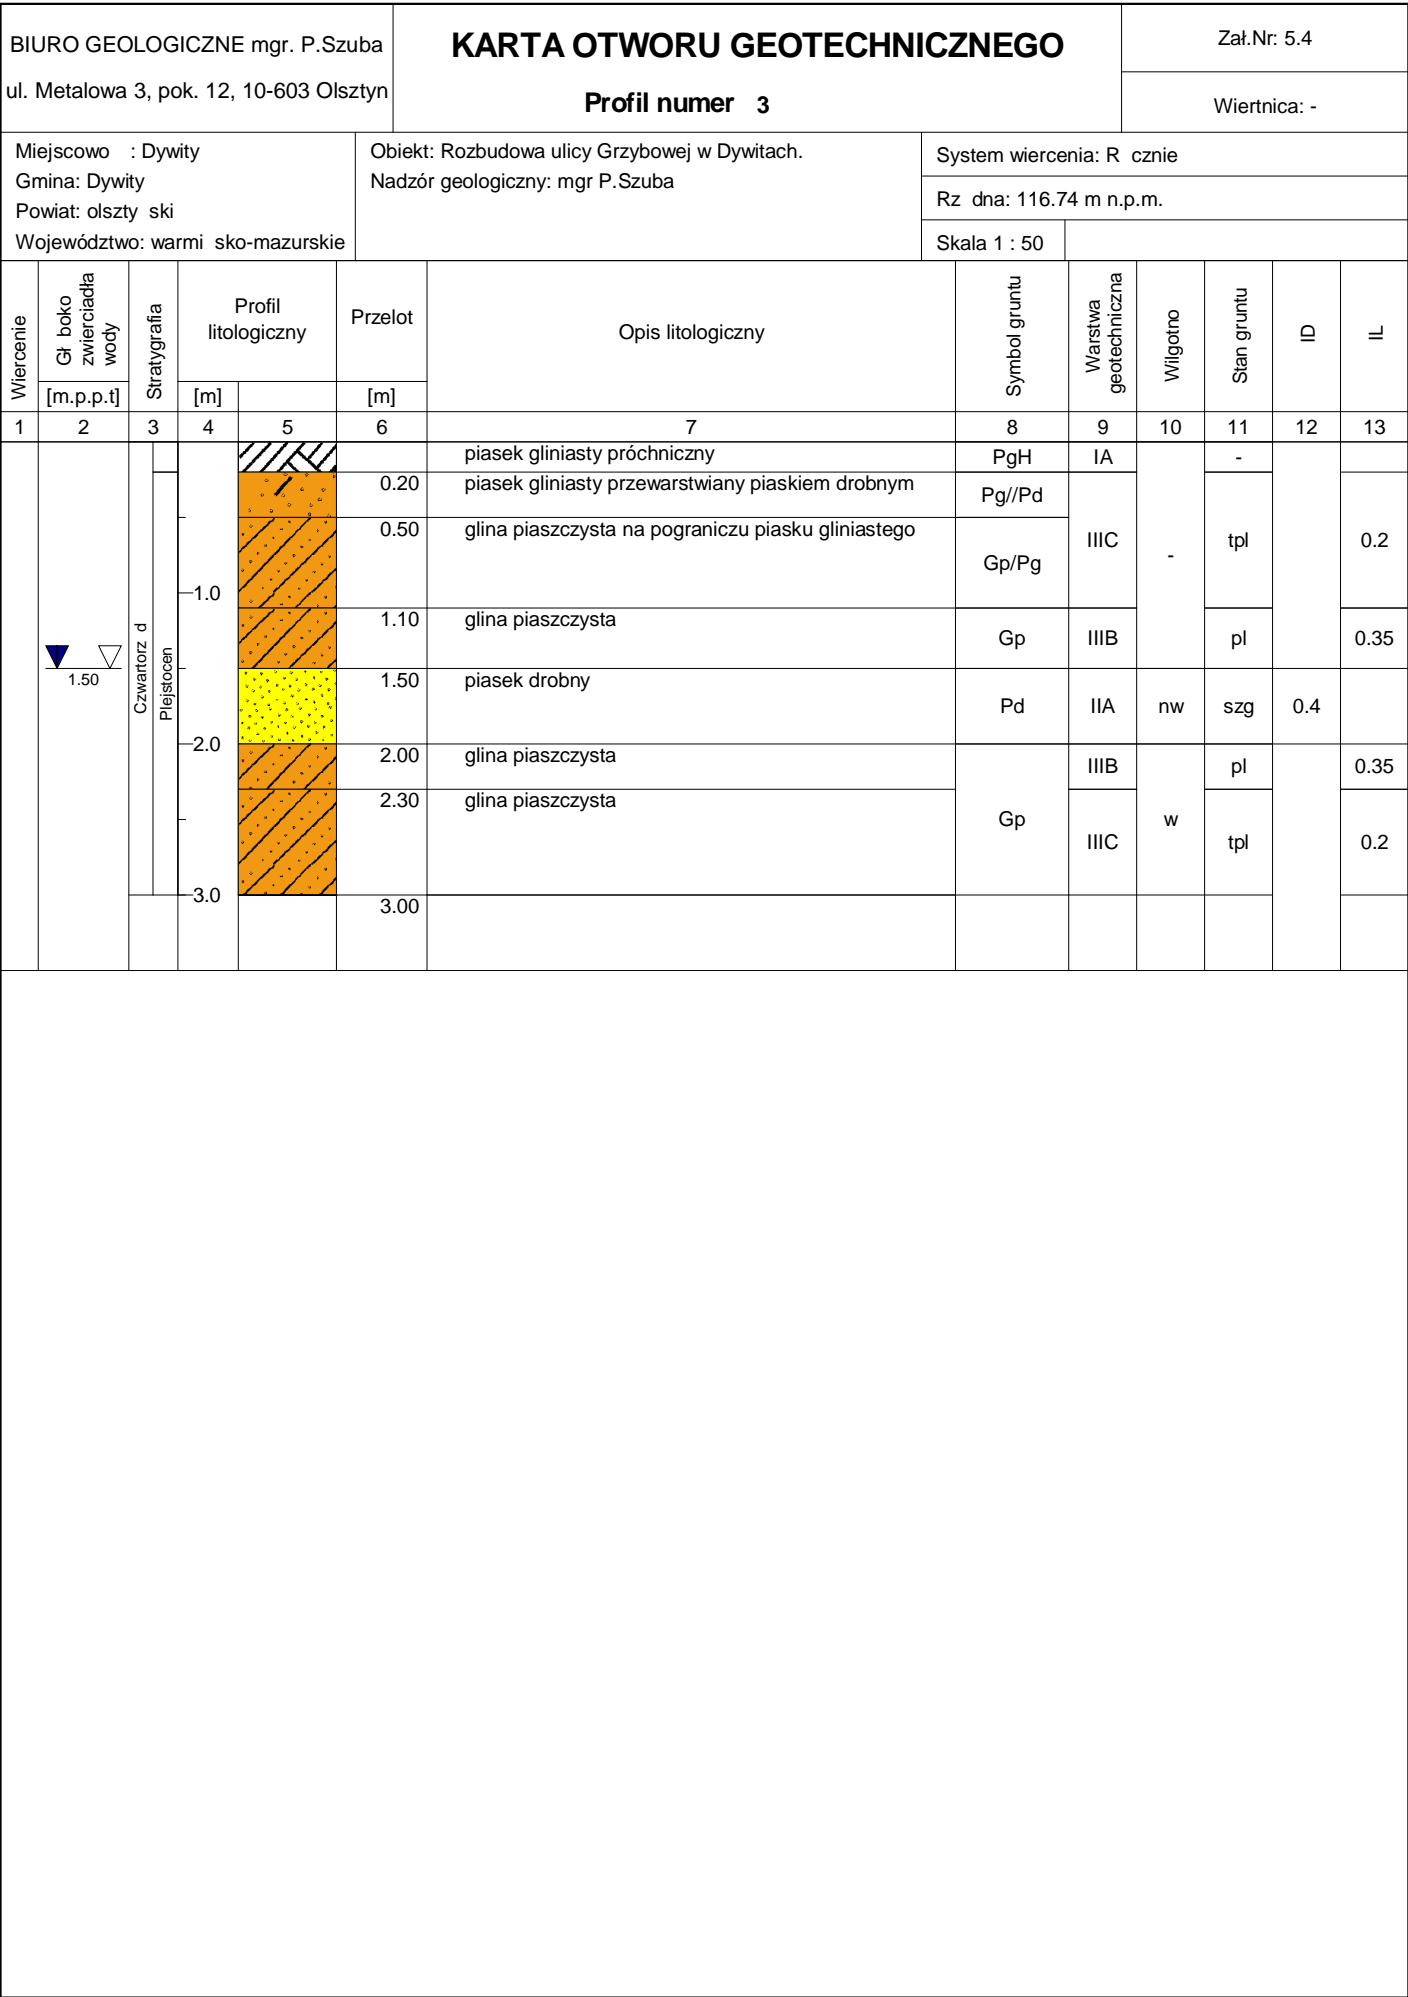 BIURO GEOLOGICZNE mgr. P.Szuba
ul. Metalowa 3, pok. 12, 10-603 Olsztyn
KARTA OTWORU GEOTECHNICZNEGO
Profil numer 3
Zał.Nr: 5.4
Wiertnica: -
Miejscowo : Dywity
Gmina: Dywity
Powiat: olszty ski
Województwo: warmi sko-mazurskie
Obiekt: Rozbudowa ulicy Grzybowej w Dywitach.
Nadzór geologiczny: mgr P.Szuba
System wiercenia: R cznie
Rz dna: 116.74 m n.p.m.
Skala 1 : 50
Wiercenie
Gł boko
zwierciadła
wody
[m.p.p.t]
Stratygrafia
Profil
litologiczny
[m]
Przelot
[m]
Opis litologiczny
Symbol gruntu
Warstwa
geotechniczna
Wilgotno
Stan gruntu
ID
IL
1 2 3 4 5 6 7 8 9 10 11 12 13
piasek gliniasty próchniczny PgH IA -
0.20 piasek gliniasty przewarstwiany piaskiem drobnym Pg//Pd
0.50 glina piaszczysta na pograniczu piasku gliniastego Gp/Pg IIIC - tpl 0.2
1.0
1.10 glina piaszczysta Gp IIIB pl 0.35
1.50
Czwartorz d
Plejstocen
1.50 piasek drobny Pd IIA nw szg 0.4
2.0
2.00 glina piaszczysta IIIB pl 0.35
2.30 glina piaszczysta Gp IIIC w tpl 0.2
3.0
3.00